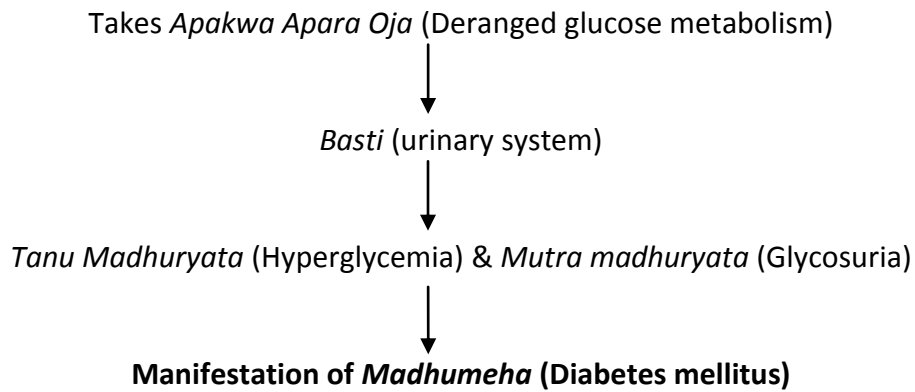 Takes Apakwa Apara Oja (Deranged glucose metabolism)
Basti (urinary system)
Tanu Madhuryata (Hyperglycemia) & Mutra madhuryata (Glycosuria)
Manifestation of Madhumeha (Diabetes mellitus)